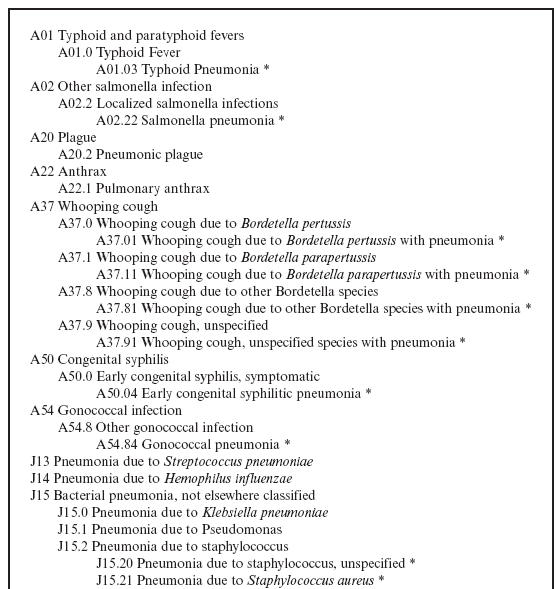 A01 Typhoid and paratyphoid fevers
A01.0 Typhoid Fever
A01.03 Typhoid Pneumonia *
A02 Other salmonella infection
A02.2 Localized salmonella infections
A02.22 Salmonella pneumonia *
A20 Plague
A20.2 Pneumonic plague
A22 Anthrax
A22.1 Pulmonary anthrax
A37 Whooping cough
A37.0 Whooping cough due to Bordetella pertussis
A37.01 Whooping cough due to Bordetella pertussis with pneumonia *
A37.1 Whooping cough due to Bordetella parapertussis
A37.11 Whooping cough due to Bordetella parapertussis with pneumonia *
A37.8 Whooping cough due to other Bordetella species
A37.81 Whooping cough due to other Bordetella species with pneumonia *
A37.9 Whooping cough, unspecified
A37.91 Whooping cough, unspecified species with pneumonia *
A50 Congenital syphilis
A50.0 Early congenital syphilis, symptomatic
A50.04 Early congenital syphilitic pneumonia *
A54 Gonococcal infection
A54.8 Other gonococcal infection
A54.84 Gonococcal pneumonia *
J13 Pneumonia due to Streptococcus pneumoniae
J14 Pneumonia due to Hemophilus influenzae
J15 Bacterial pneumonia, not elsewhere classified
J15.0 Pneumonia due to Klebsiella pneumoniae
J15.1 Pneumonia due to Pseudomonas
J15.2 Pneumonia due to staphylococcus
J15.20 Pneumonia due to staphylococcus, unspecified *
J15.21 Pneumonia due to Staphylococcus aureus *